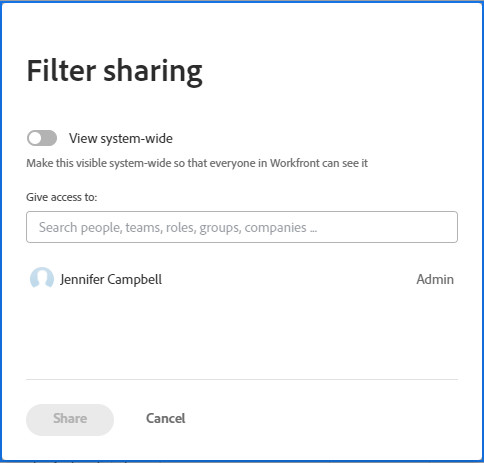 Filter sharing
View system-wide
Make this visible system-wide so that everyone in Workfront can see it
Give access to:
Search people, teams, roles, groups, companies ...
Jennifer Campbell Admin
Share Cancel